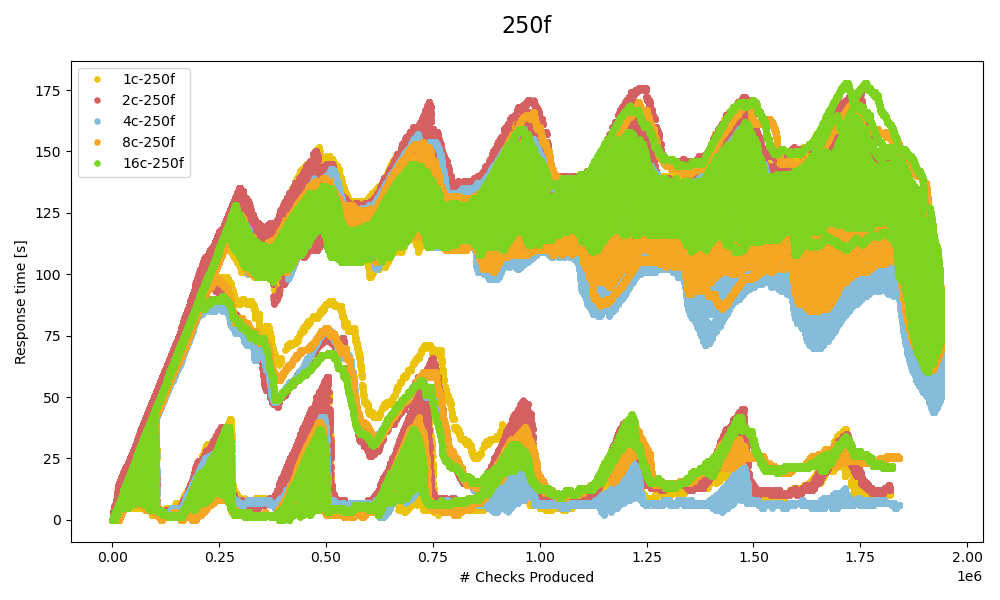 250f
1c-250f
2c-250f
4c-250f
8c-250f
16c-250f
Response time [s]
175
150
125
100
75
50
25
0
0.00 0.25 0.50 0.75 1.00 1.25 1.50 1.75 2.00
1e6
# Checks Produced